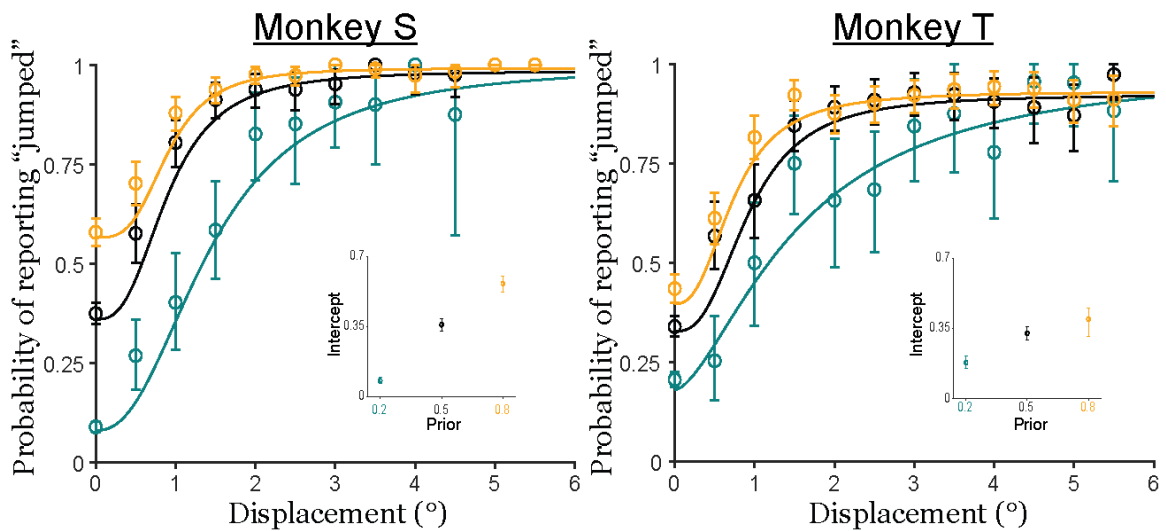 Monkey S
Probability of reporting “jumped”
1
0.75
0.5
0.25
0
0 1 2 3 4 5 6
Displacement (°)
Intercept
0.7
0.35
0
0.2 0.5 0.8
Prior
Monkey T
Probability of reporting “jumped”
1
0.75
0.5
0.25
0
0 1 2 3 4 5 6
Displacement (°)
Intercept
0.7
0.35
0
0.2 0.5 0.8
Prior